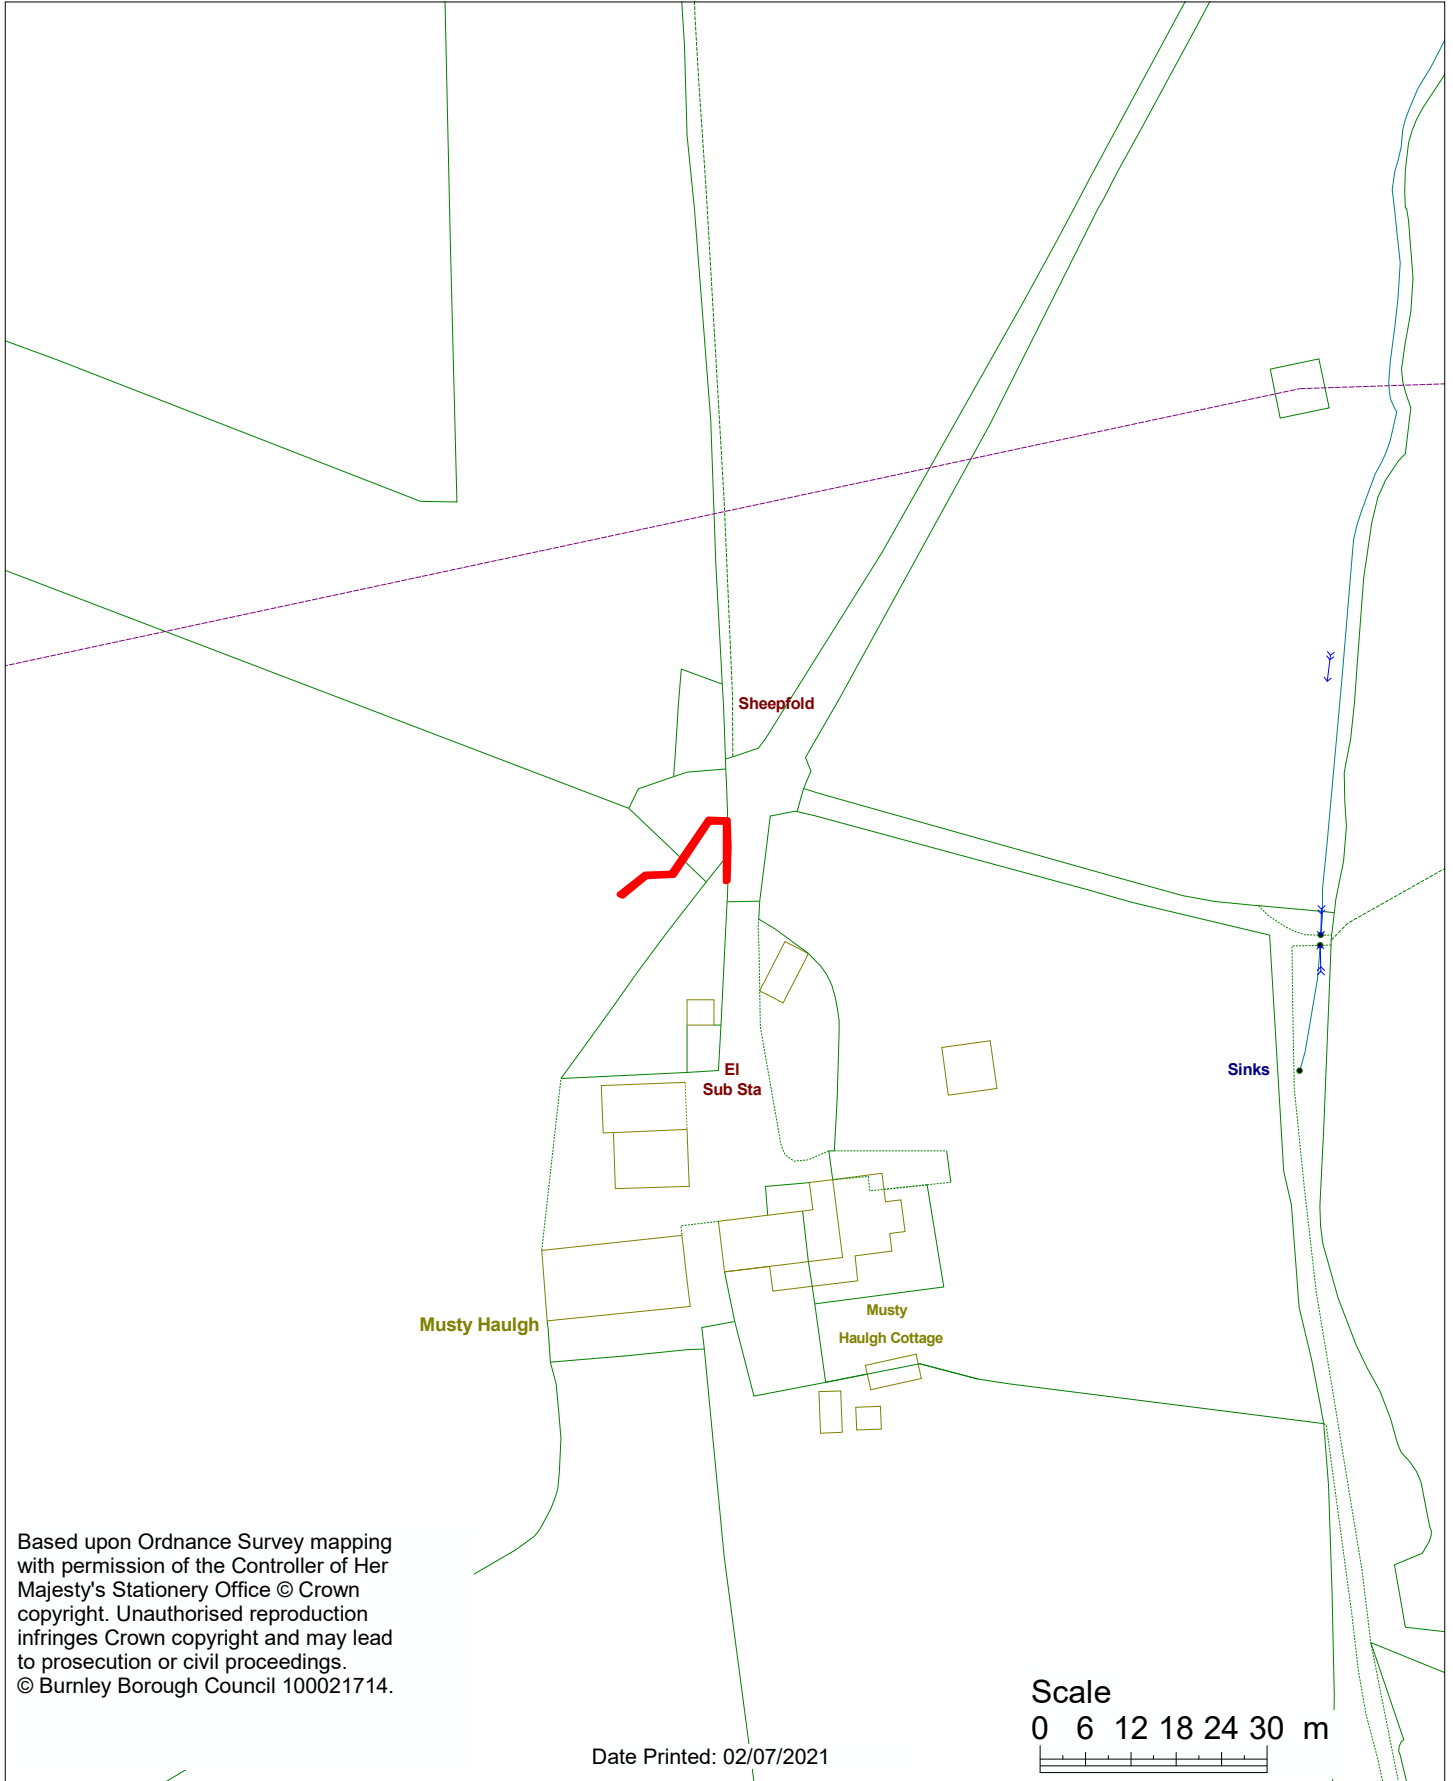 Sheepfold
El
Sub Sta
Sinks
Musty Haulgh
Musty
Haulgh Cottage
Based upon Ordnance Survey mapping
with permission of the Controller of Her
Majesty's Stationery Office © Crown
copyright. Unauthorised reproduction
infringes Crown copyright and may lead
to prosecution or civil proceedings.
© Burnley Borough Council 100021714.
Scale
0 6 12 18 24 30 m
Date Printed: 02/07/2021